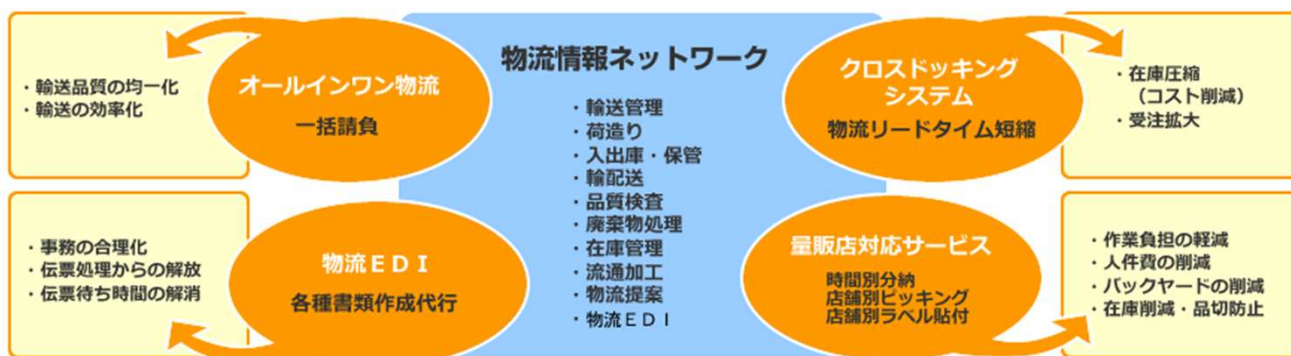 ・輸送品質の均一化
・輸送の効率化
オールインワン物流
一括請負
物流情報ネットワーク
・輸送管理
・荷造り
・入出庫・保管
・輸配送
・品質検査
・廃棄物処理
・在庫管理
・流通加工
・物流提案
・物流ＥＤＩ
クロスドッキング
システム
物流リードタイム短縮
・在庫圧縮
（コスト削減）
・受注拡大
・事務の合理化
・伝票処理からの解放
・伝票待ち時間の解消
物流ＥＤＩ
各種書類作成代行
量販店対応サービス
時間別分納
店舗別ピッキング
店舗別ラベル貼付
・作業負担の軽減
・人件費の削減
・バックヤードの削減
・在庫削減・品切防止